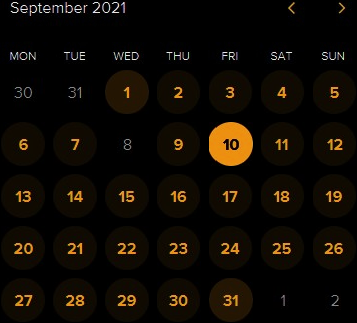 September 2021
MON TUE WED THU FRI SAT SUN
30 31 1 2 3 4 5
6 7 8 9 10 11 12
13 14 15 16 17 18 19
20 21 22 23 24 25 26
27 28 29 30 31 1 2